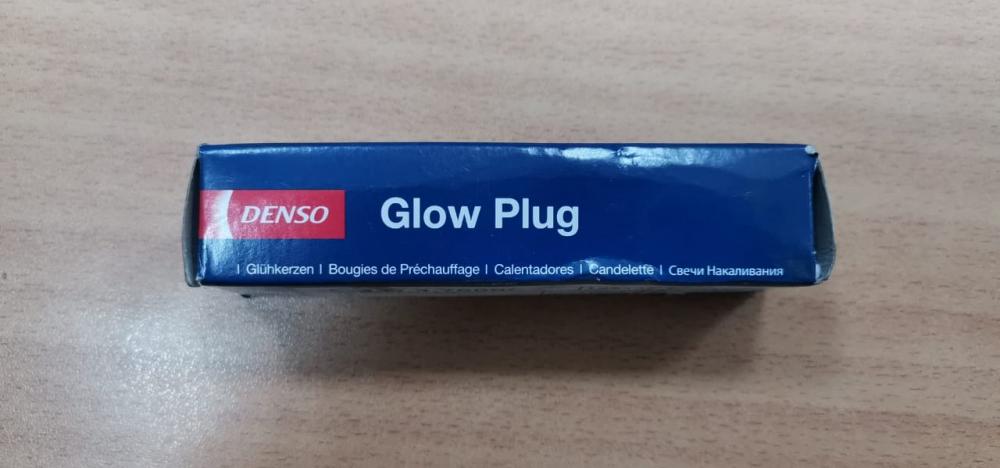 DENSO
Glow Plug
| Glühkerzen | Bougies de Préchauffage | Calentadores | Candelette | Свечи Накаливания